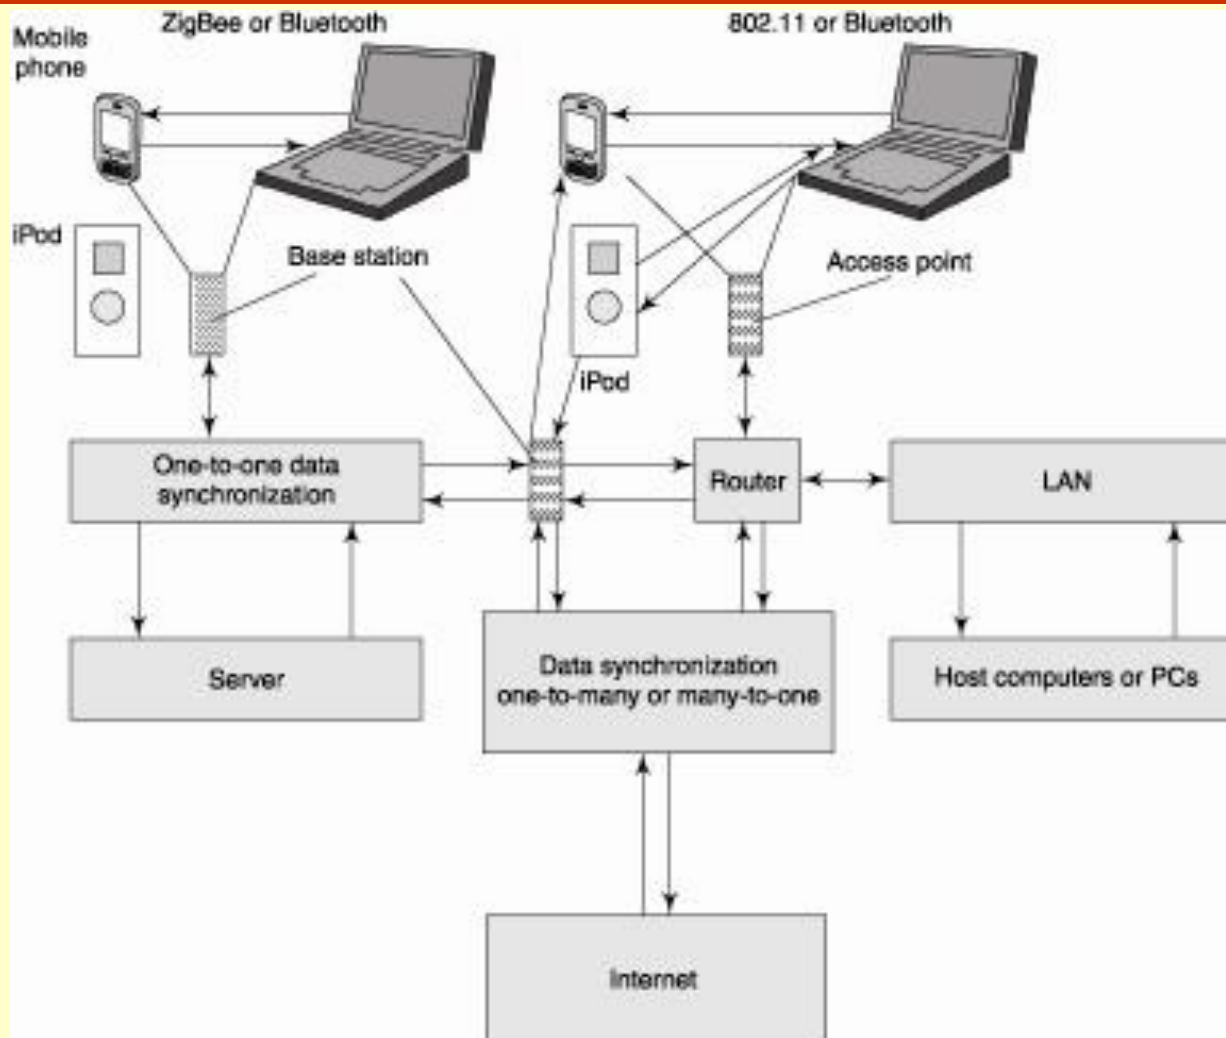 Mobile
phone
ZigBee or Bluetooth
802.11 or Bluetooth
iPod
Base station
Access point
iPod
One-to-one data
synchronization
Router
LAN
Server
Data synchronization
one-to-many or many-to-one
Host computers or PCs
Internet